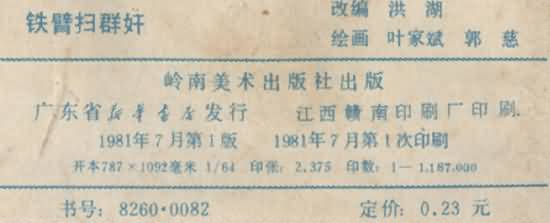 改编 洪湖
铁臂扫群奸
绘画 叶家斌 郭慈
岭南美术出版社出版
广东省新华书店发行 江西赣南印刷厂印刷.
1981年7月第1版 1981年7月第1次印刷
开本787×1092毫米 1/64 印张: 2.375 印数: 1—1,187.000
书号: 8260·0082 定价: 0.23 元